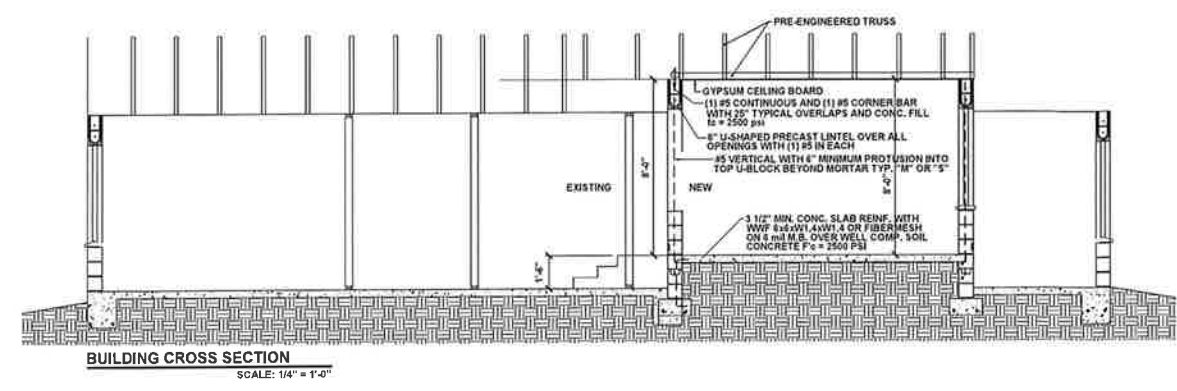 PRE-ENGINEERED TRUSS
GYPSUM CEILING BOARD
(1) #5 CONTINUOUS AND (1) #5 CORNER BAR
WITH 25" TYPICAL OVERLAPS AND CONC. FILL
fc = 2500 psi
8" U-SHAPED PRECAST LINTEL OVER ALL
OPENINGS WITH (1) #5 IN EACH
#5 VERTICAL WITH 6" MINIMUM PROTUSION INTO
TOP U-BLOCK BEYOND MORTAR TYP. "M" OR "S"
8'-0"
8'-0"
EXISTING
NEW
3 1/2" MIN. CONC. SLAB REINF. WITH
WWF 6x6xW1.4xW1.4 OR FIBERMESH
ON 6 mil M.B. OVER WELL COMP. SOIL
CONCRETE F'c = 2500 PSI
1'-6"
BUILDING CROSS SECTION
SCALE: 1/4" = 1'-0"